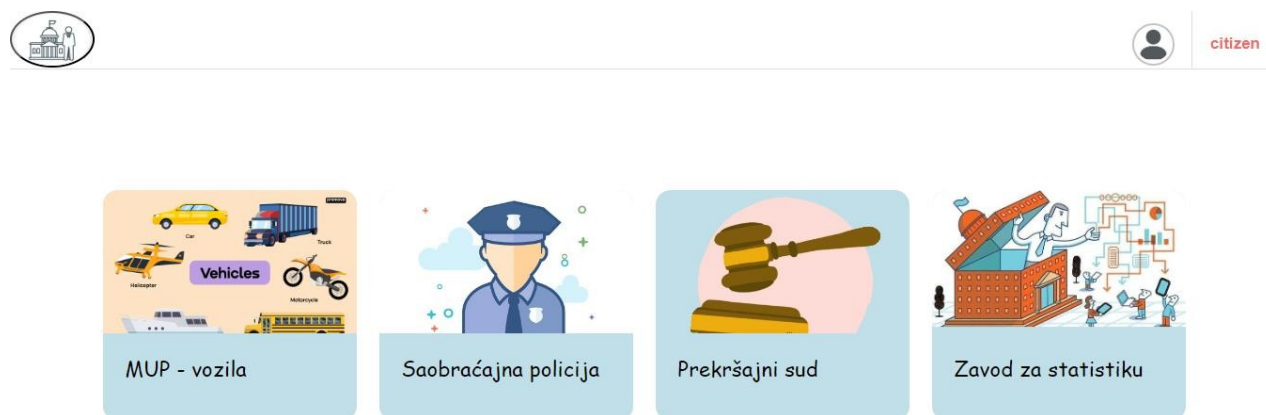 citizen
Car
Truck
Vehicles
Helicopter
Motorcycle
MUP - vozila
Saobraćajna policija
Prekršajni sud
Zavod za statistiku